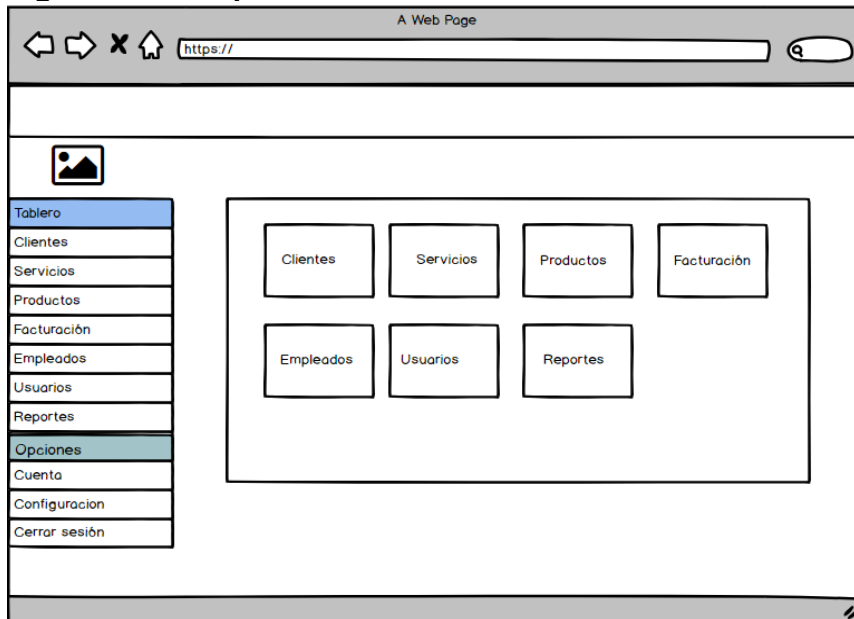 A Web Page
https://
Tablero
Clientes
Servicios
Productos
Facturación
Empleados
Usuarios
Reportes
Opciones
Cuenta
Configuracion
Cerrar sesión
Clientes
Servicios
Productos
Facturación
Empleados
Usuarios
Reportes